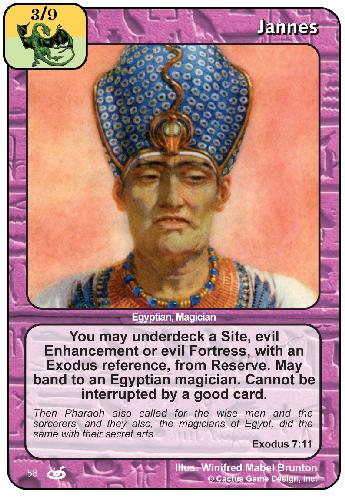 3/9
Jannes
Egyptian, Magician
You may underdeck a Site, evil
Enhancement or evil Fortress, with an
Exodus reference, from Reserve. May
band to an Egyptian magician. Cannot be
interrupted by a good card.
Then Pharaoh also called for the wise men and the
sorcerers, and they also, the magicians of Egypt, did the
same with their secret arts.
Exodus 7:11
58
Illus. Winifred Mabel Brunton
© Cactus Game Design, Inc.